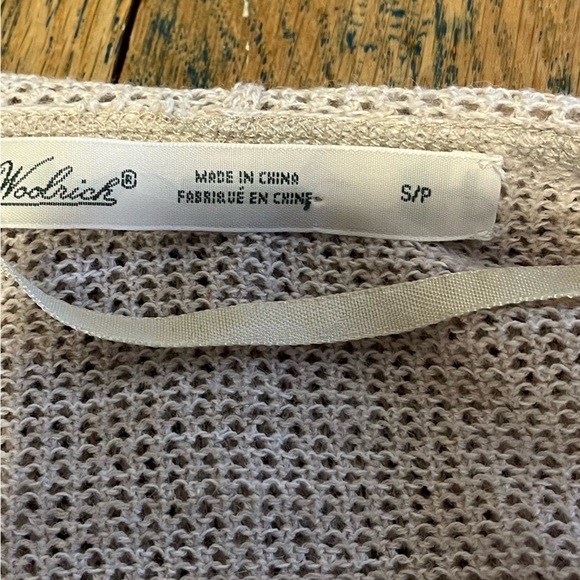 Woolrich®
MADE IN CHINA
FABRIQUÉ EN CHINE
S/P